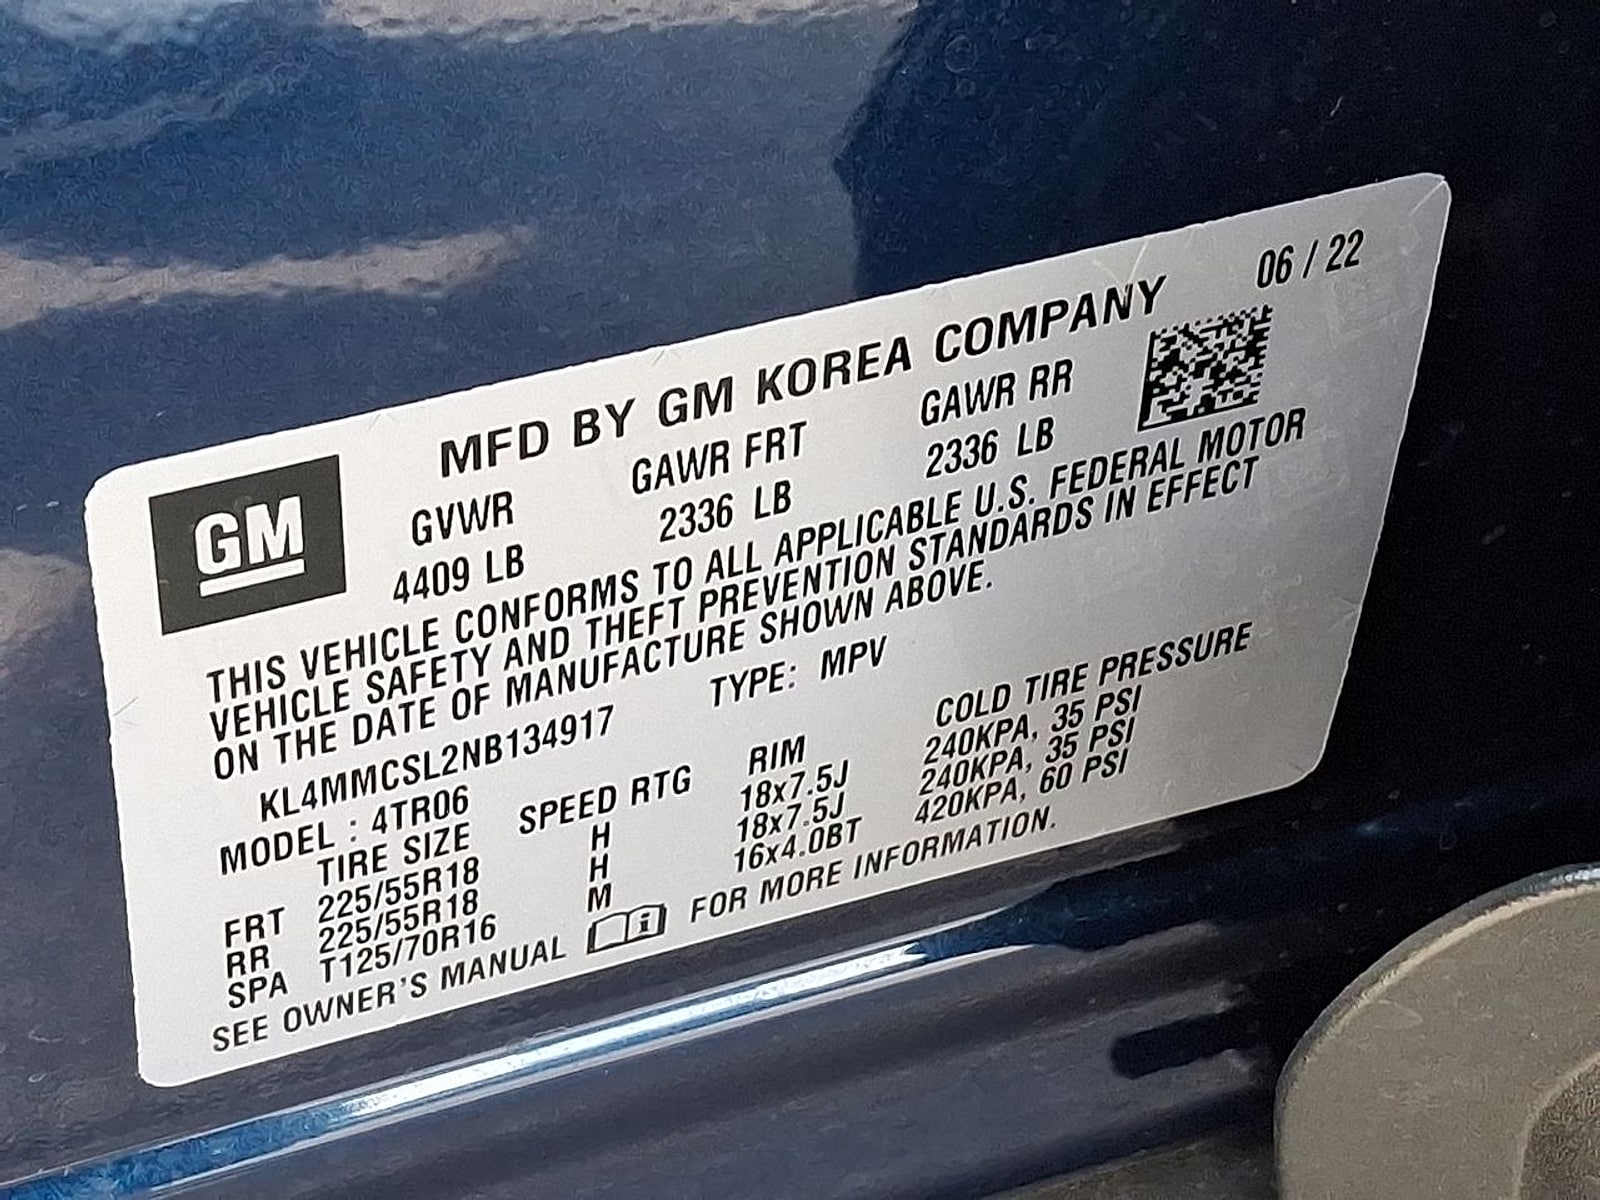 06 / 22
MFD BY GM KOREA COMPANY
GM
GVWR GAWR FRT GAWR RR
4409 LB 2336 LB 2336 LB
THIS VEHICLE CONFORMS TO ALL APPLICABLE U.S. FEDERAL MOTOR
VEHICLE SAFETY AND THEFT PREVENTION STANDARDS IN EFFECT
ON THE DATE OF MANUFACTURE SHOWN ABOVE.
KL4MMCSL2NB134917 TYPE: MPV
MODEL : 4TR06
TIRE SIZE SPEED RTG RIM COLD TIRE PRESSURE
FRT 225/55R18 H 18x7.5J 240KPA, 35 PSI
RR 225/55R18 H 18x7.5J 240KPA, 35 PSI
SPA T125/70R16 M 16x4.0BT 420KPA, 60 PSI
SEE OWNER'S MANUAL FOR MORE INFORMATION.